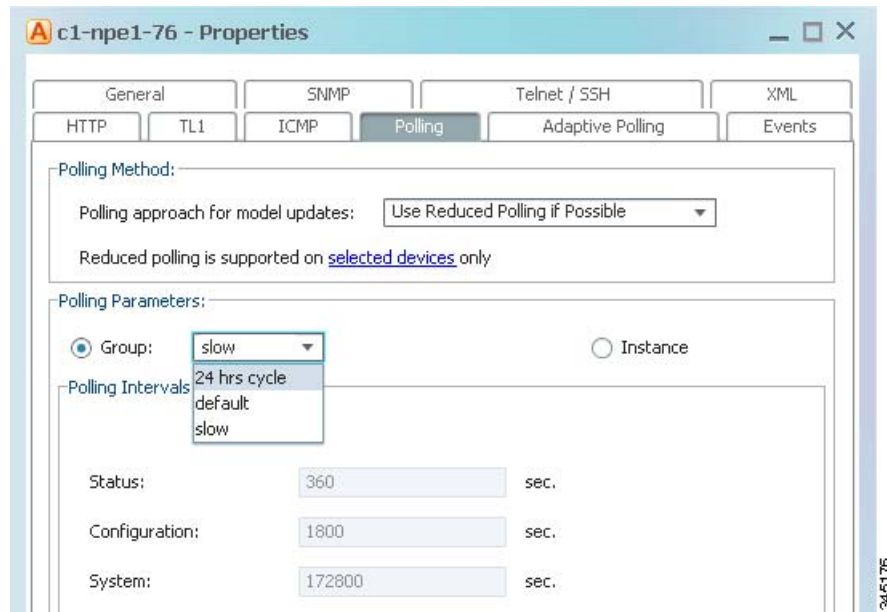 A c1-npe1-76 - Properties
General SNMP Telnet / SSH XML
HTTP TL1 ICMP Polling Adaptive Polling Events
Polling Method:
Polling approach for model updates: Use Reduced Polling if Possible
Reduced polling is supported on selected devices only
Polling Parameters:
Group: slow Instance
24 hrs cycle
Polling Intervals
default
slow
Status: 360 sec.
Configuration: 1800 sec.
System: 172800 sec.